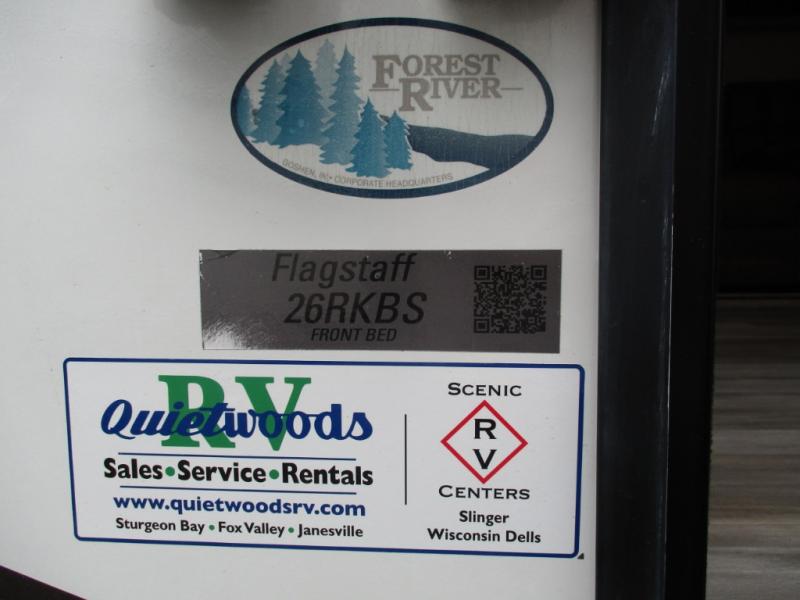 FOREST
RIVER
GOSHEN, IN • CORPORATE HEADQUARTERS
Flagstaff
26RKBS
FRONT BED
RV
Quietwoods
Sales•Service•Rentals
www.quietwoodsrv.com
Sturgeon Bay • Fox Valley • Janesville
SCENIC
R
V
CENTERS
Slinger
Wisconsin Dells